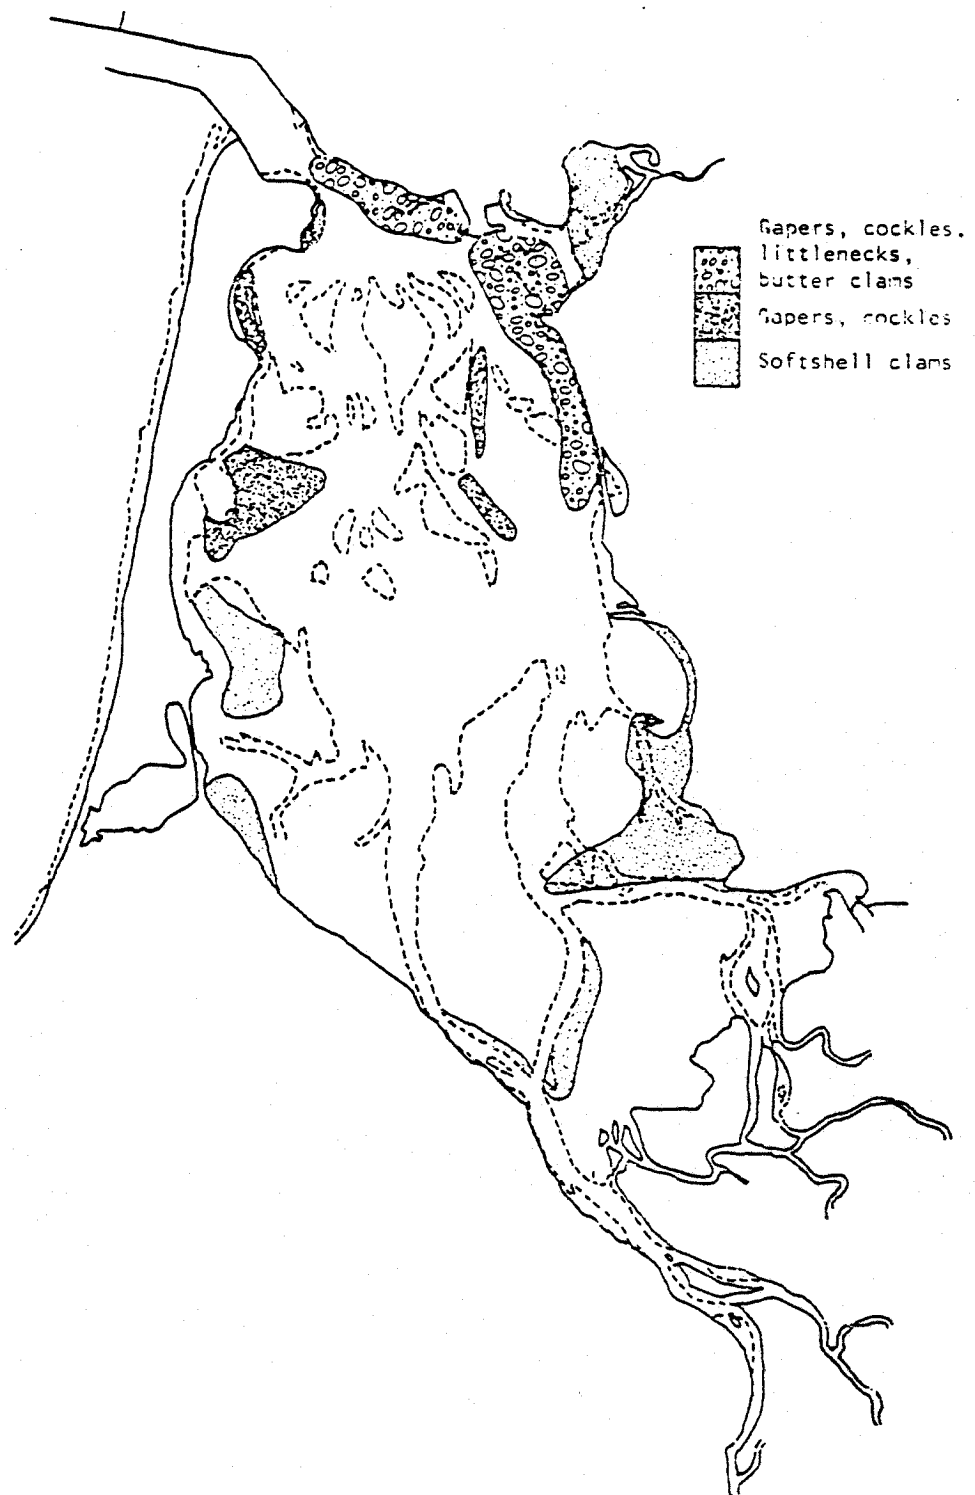 Gapers, cockles,
littlenecks,
butter clams
Gapers, cockles
Softshell clams